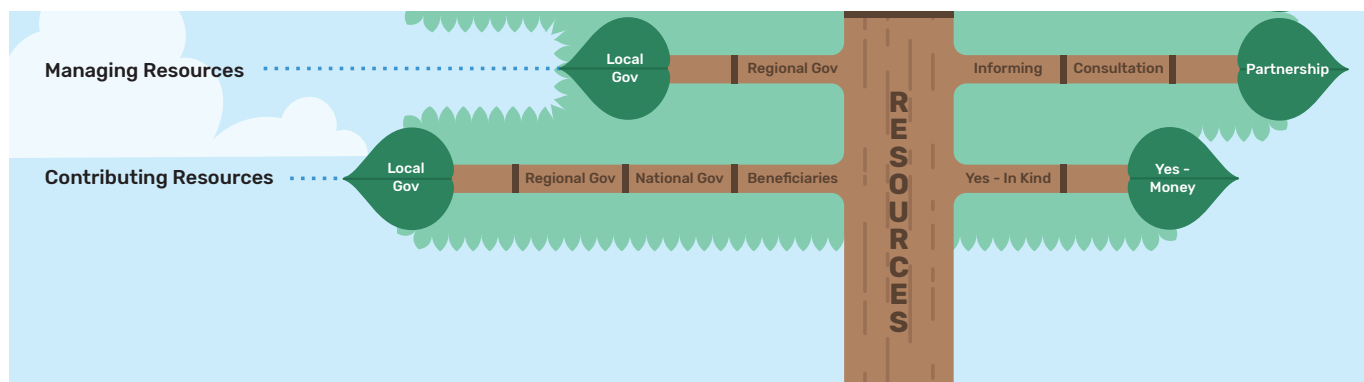 Managing Resources
Local
Gov
Regional Gov
Informing
Consultation
Partnership
Contributing Resources
Local
Gov
Regional Gov
National Gov
Beneficiaries
Yes - In Kind
Yes -
Money
RESOURCES